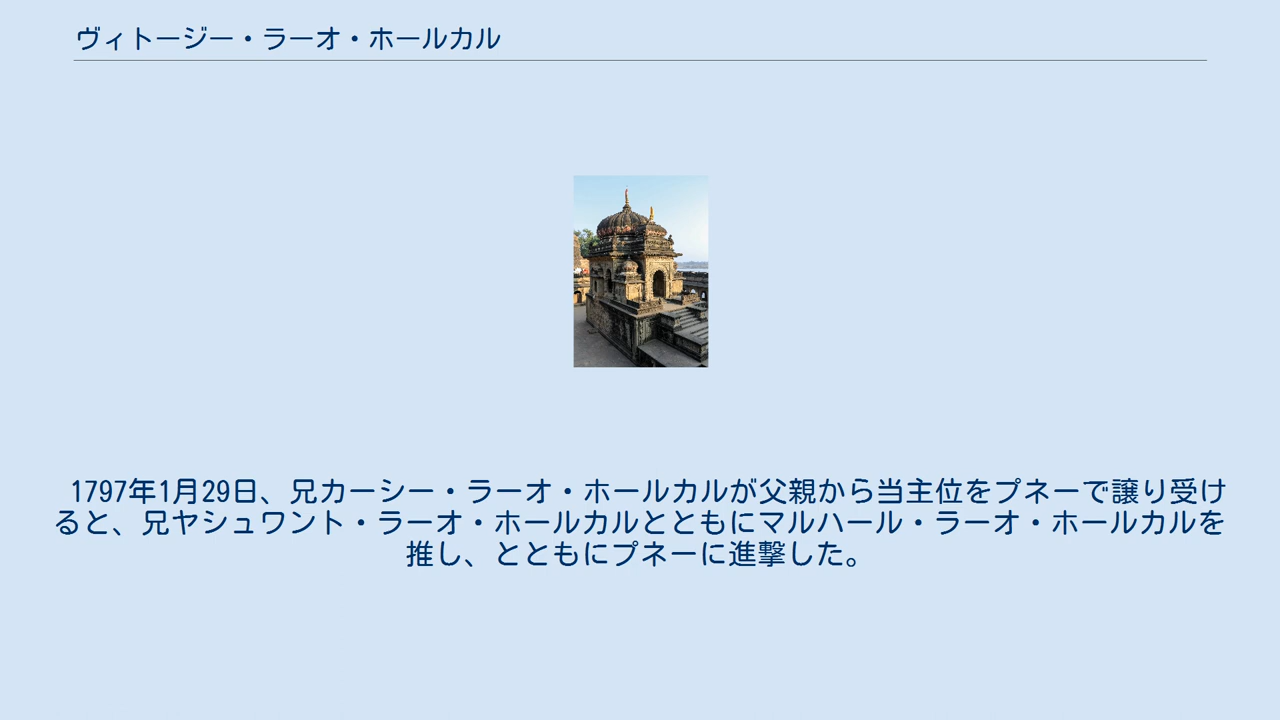 ヴィトージー・ラーオ・ホールカル
1797年1月29日、兄カーシー・ラーオ・ホールカルが父親から当主位をプネーで譲り受け
ると、兄ヤシュワント・ラーオ・ホールカルとともにマルハール・ラーオ・ホールカルを
推し、とともにプネーに進撃した。